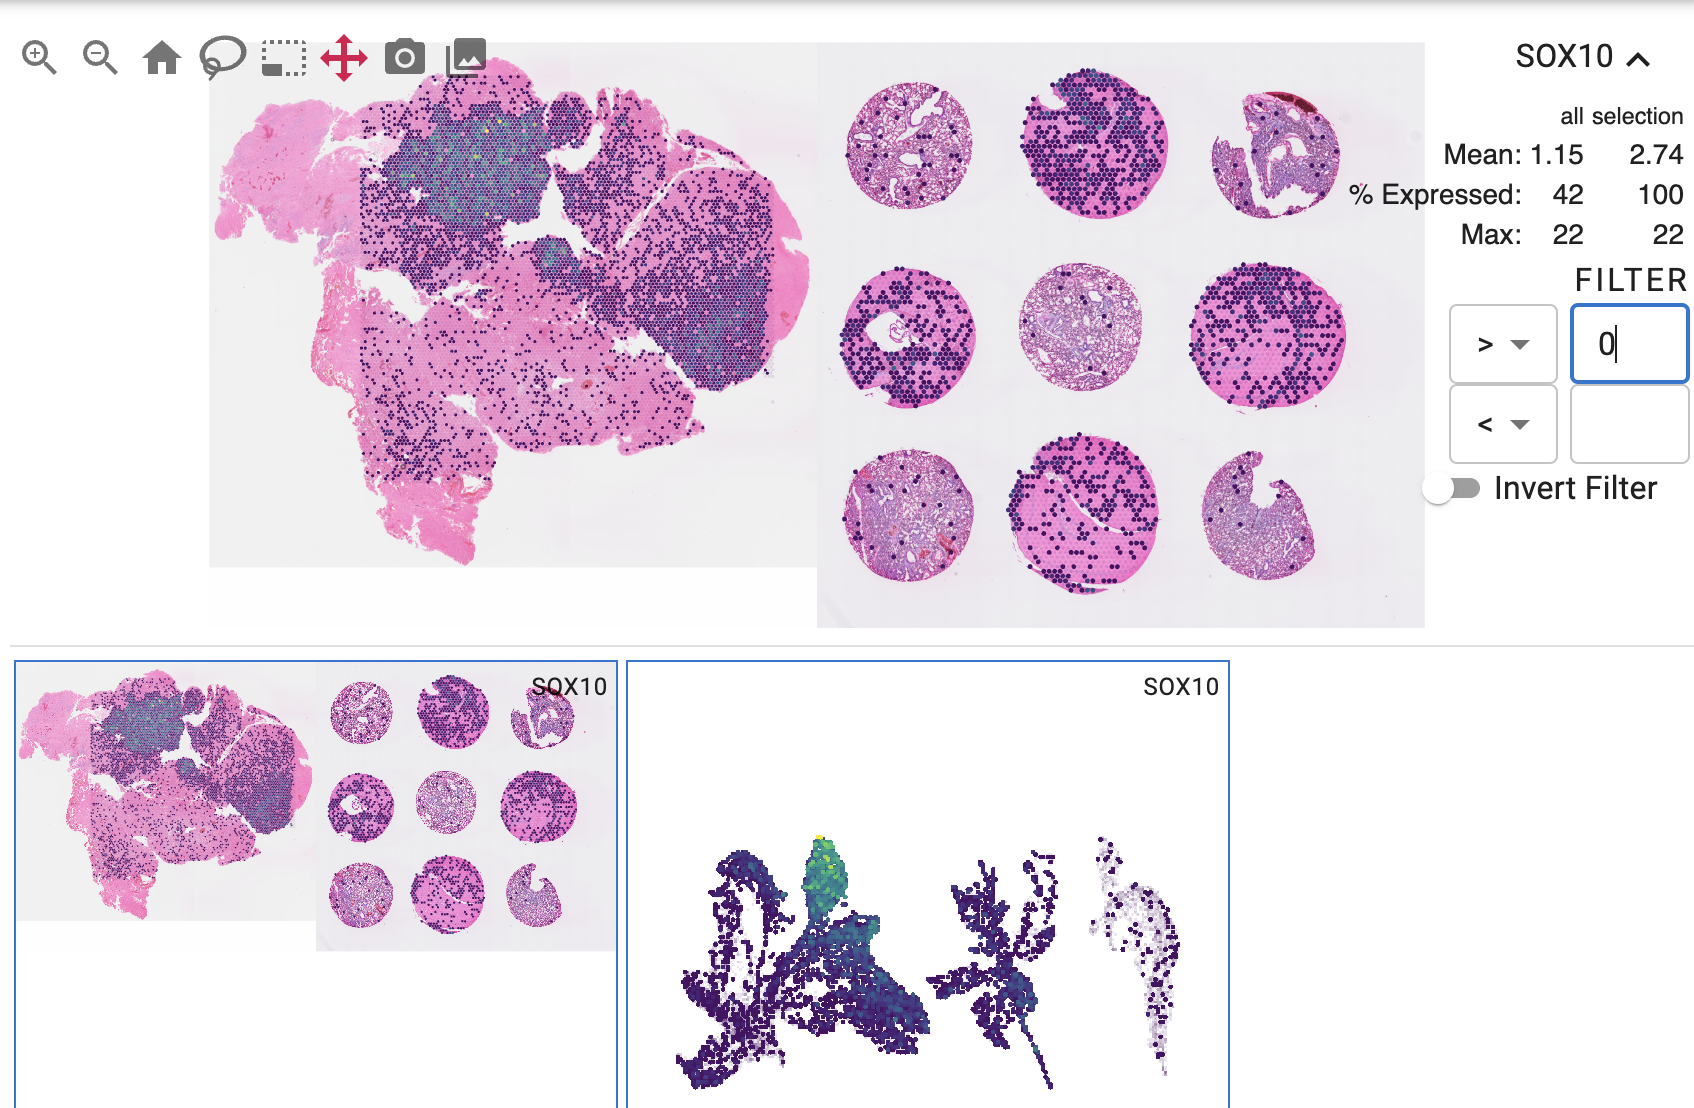 SOX10
all selection
Mean: 1.15 2.74
% Expressed: 42 100
Max: 22 22
FILTER
> 0
<
Invert Filter
SOX10
SOX10